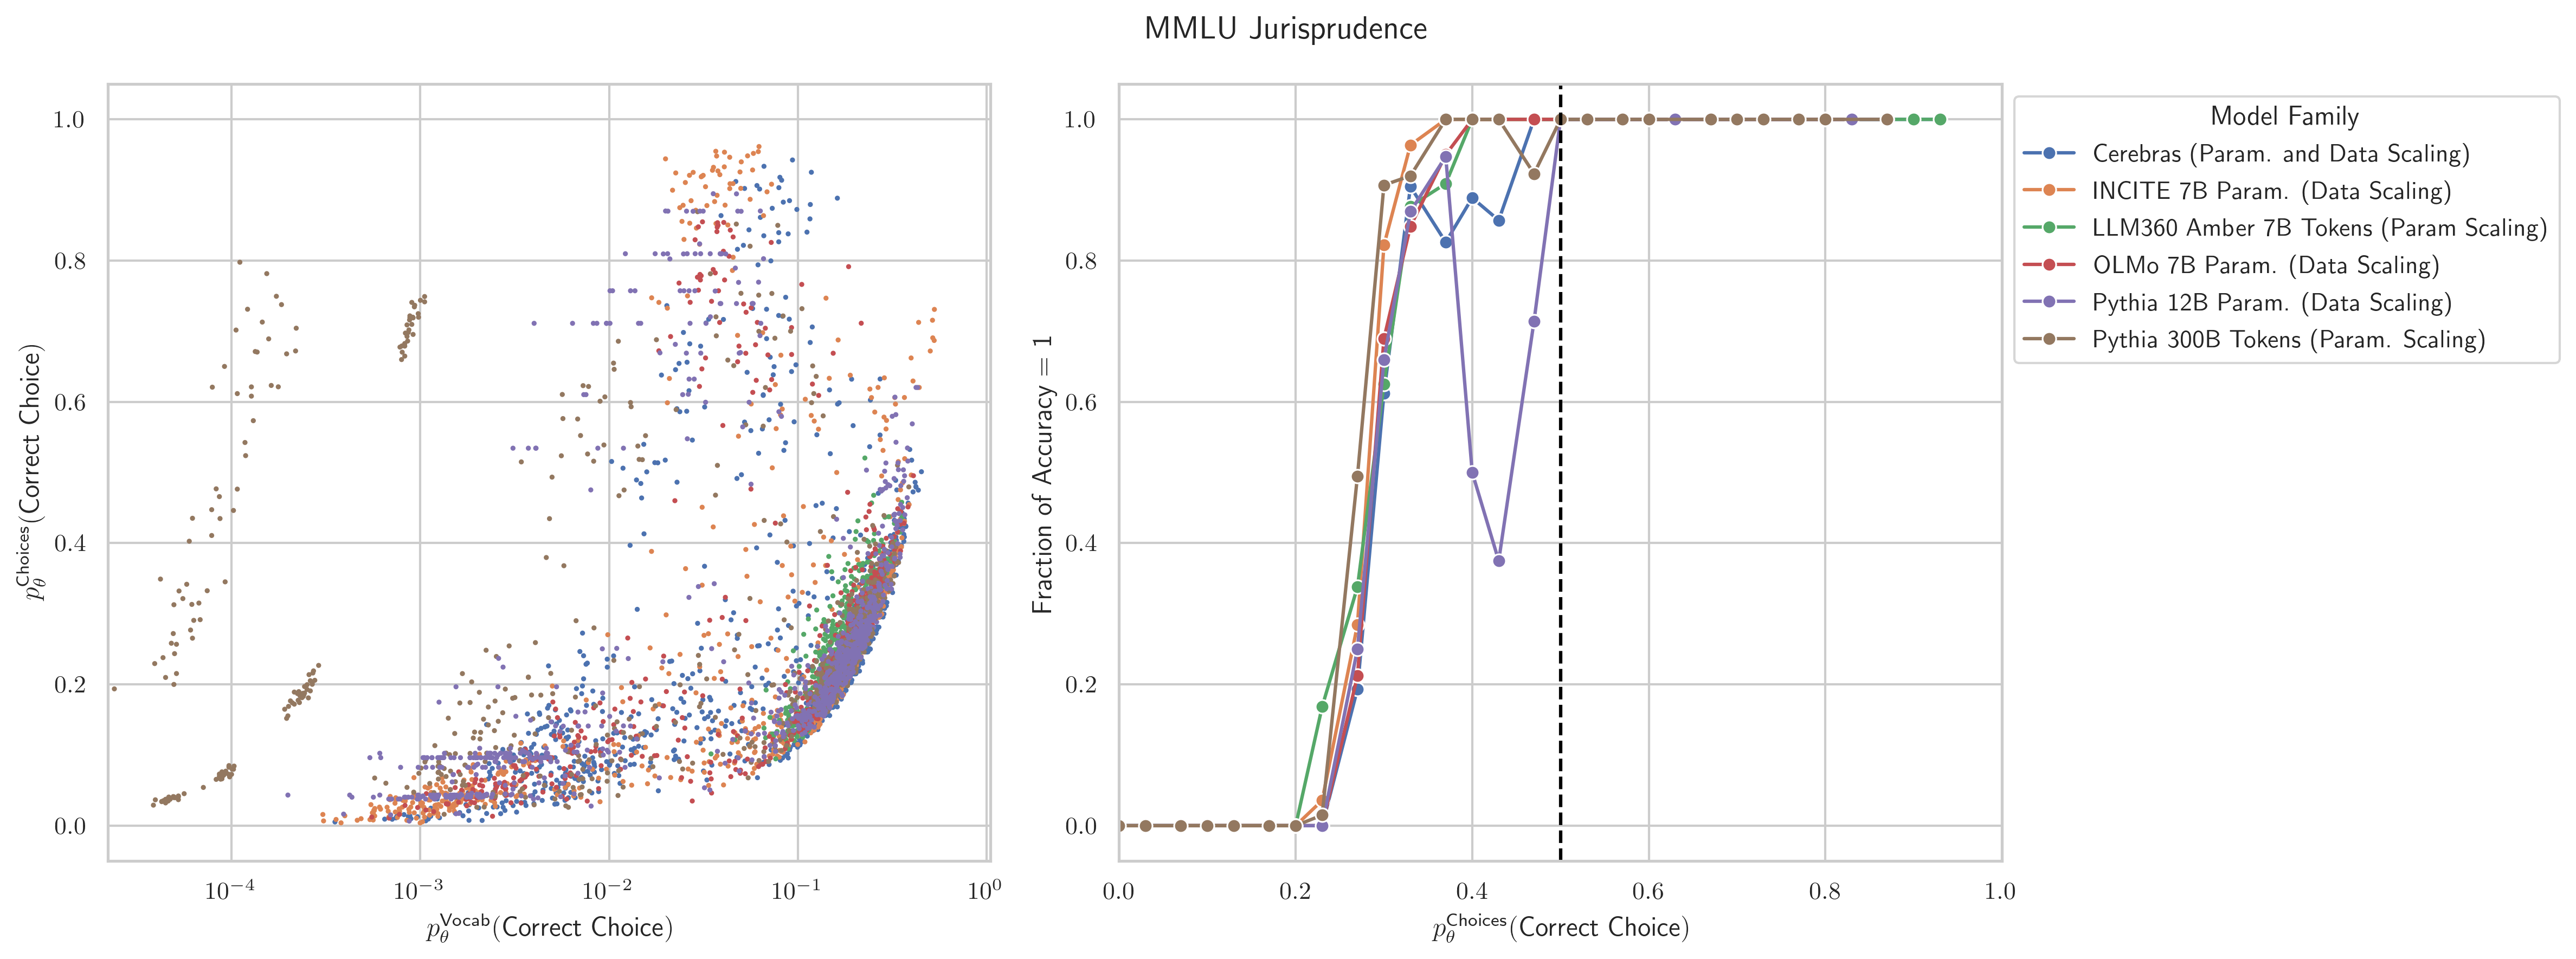 MMLU Jurisprudence
p_θ^Choices(Correct Choice)
1.0
0.8
0.6
0.4
0.2
0.0
10^−4
10^−3
10^−2
10^−1
10^0
p_θ^Vocab(Correct Choice)
Fraction of Accuracy = 1
1.0
0.8
0.6
0.4
0.2
0.0
0.0
0.2
0.4
0.6
0.8
1.0
p_θ^Choices(Correct Choice)
Model Family
Cerebras (Param. and Data Scaling)
INCITE 7B Param. (Data Scaling)
LLM360 Amber 7B Tokens (Param Scaling)
OLMo 7B Param. (Data Scaling)
Pythia 12B Param. (Data Scaling)
Pythia 300B Tokens (Param. Scaling)